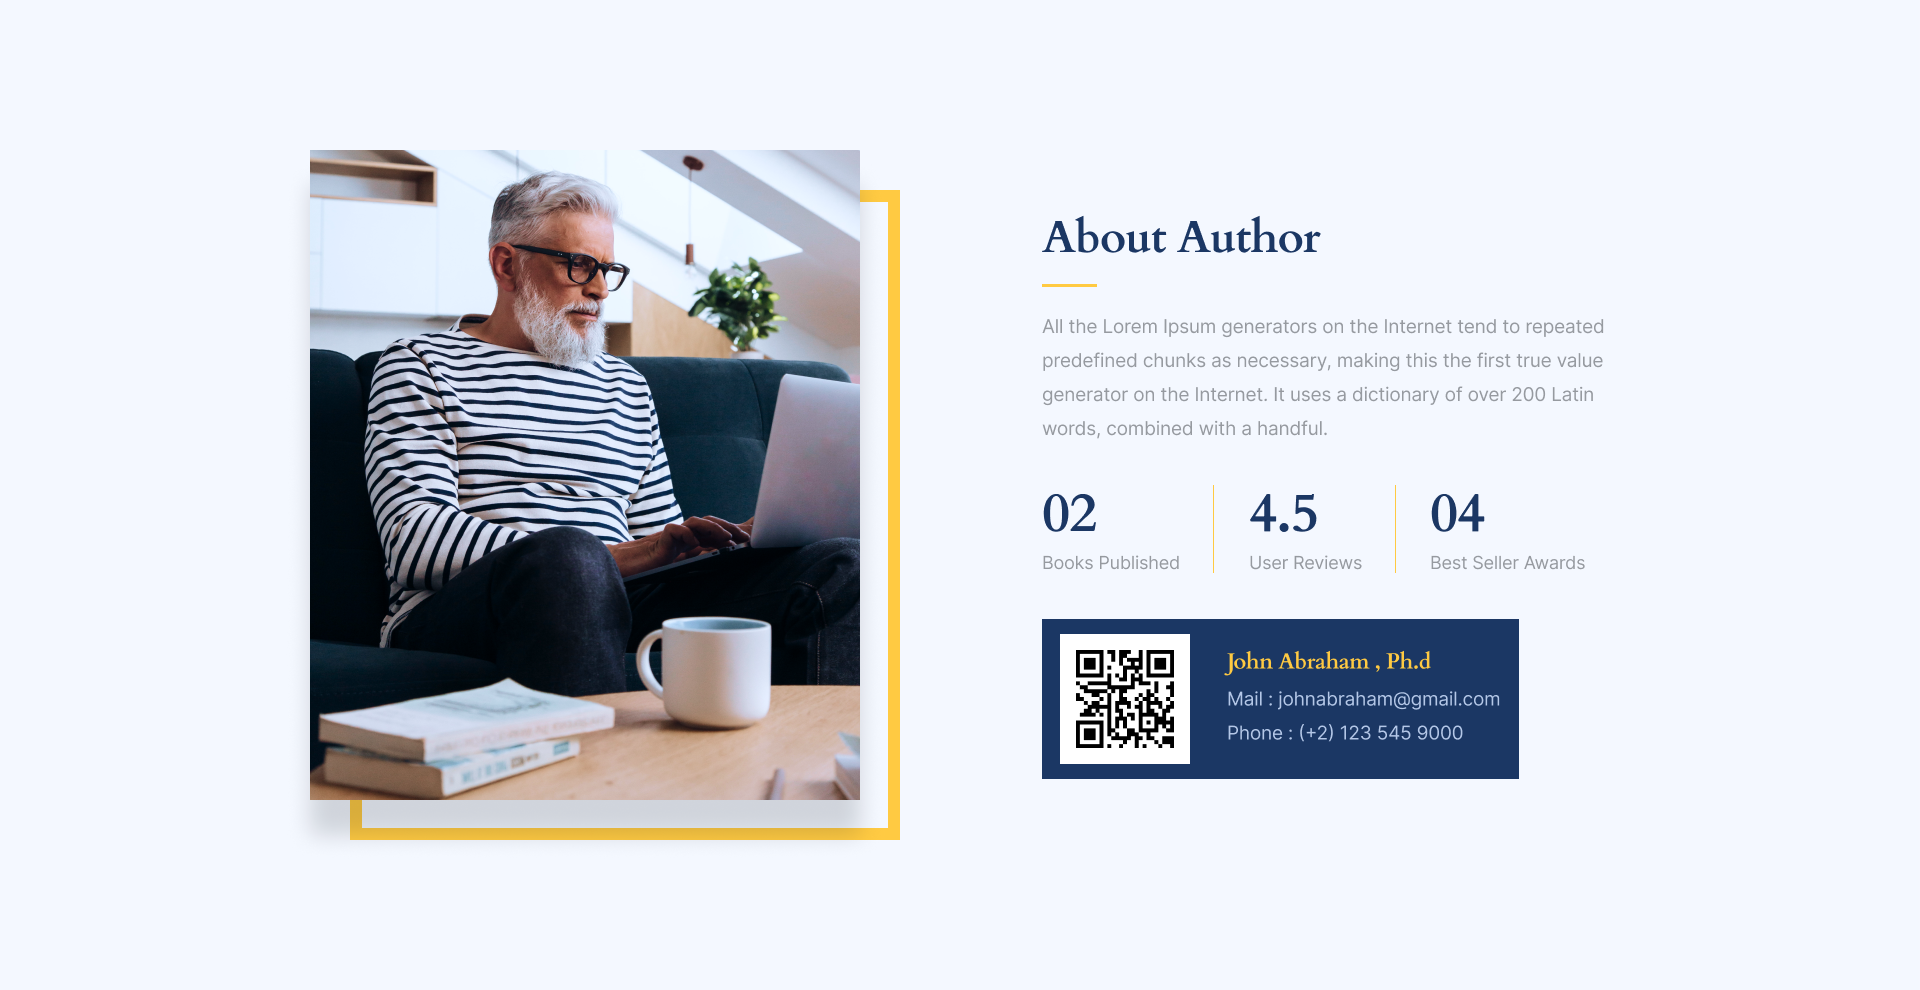 About Author
All the Lorem Ipsum generators on the Internet tend to repeated
predefined chunks as necessary, making this the first true value
generator on the Internet. It uses a dictionary of over 200 Latin
words, combined with a handful.
02
Books Published
4.5
User Reviews
04
Best Seller Awards
John Abraham , Ph.d
Mail : johnabraham@gmail.com
Phone : (+2) 123 545 9000